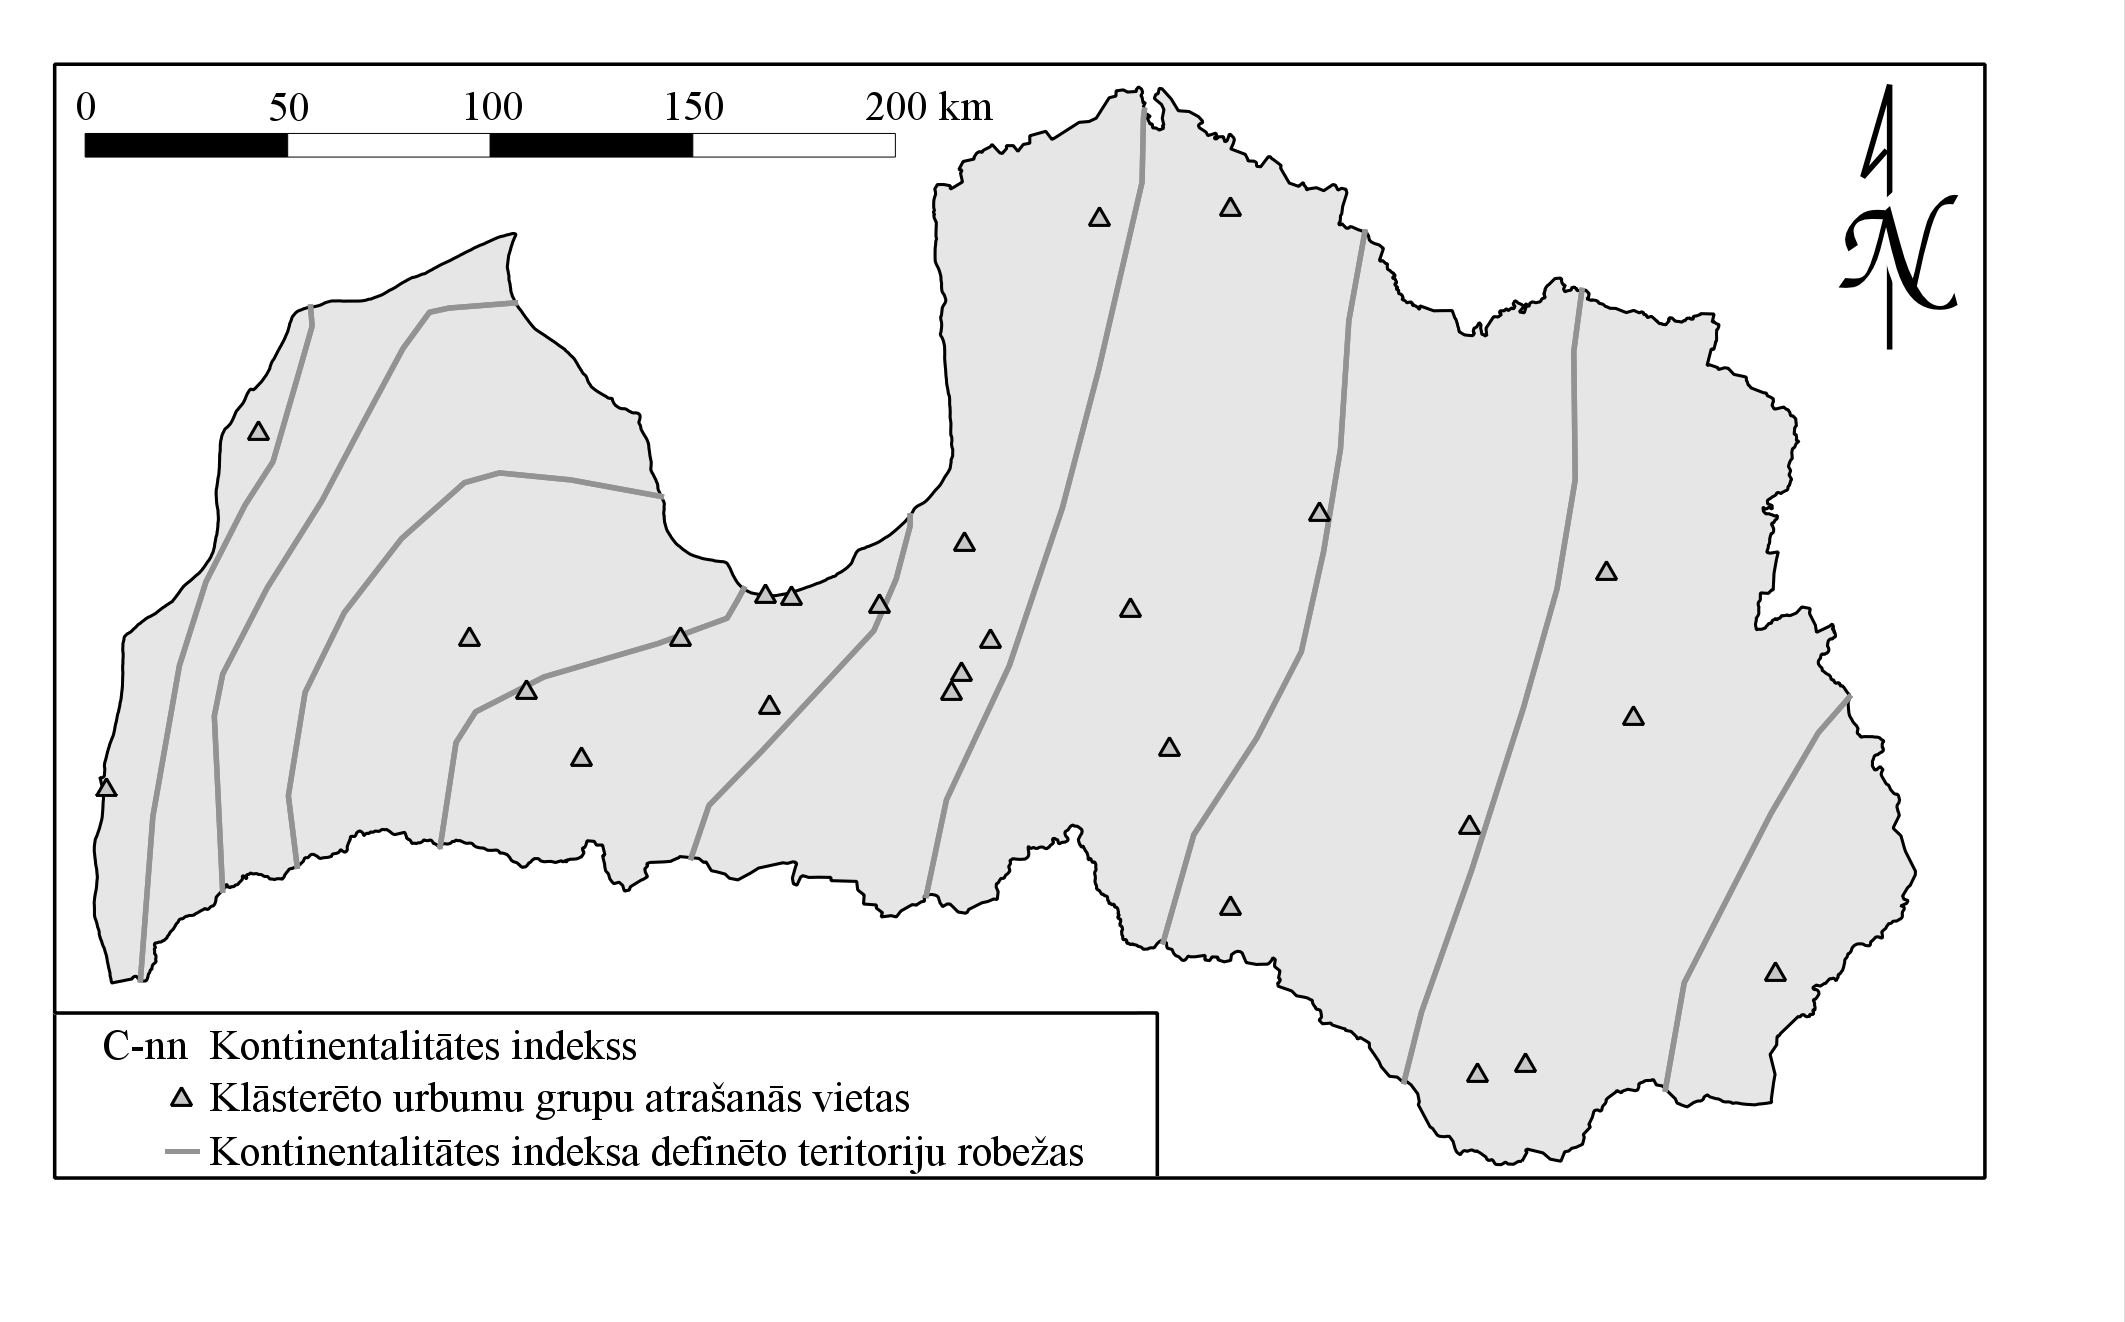 0 50 100 150 200 km
N
C-nn Kontinentalitātes indekss
Klāsterēto urbumu grupu atrašanās vietas
Kontinentalitātes indeksa definēto teritoriju robežas